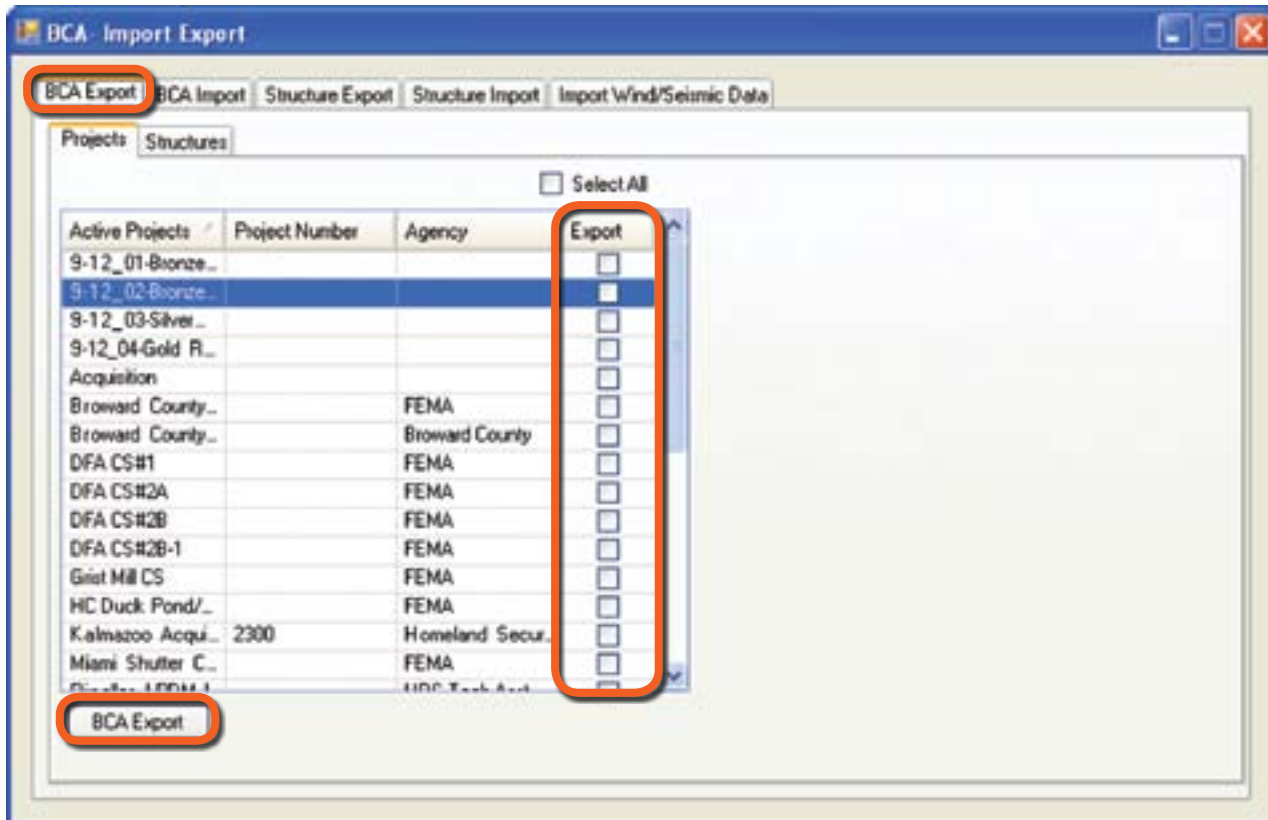 BCA Import Export
BCA Export BCA Import Structure Export Structure Import Import Wind/Seismic Data
Projects Structures
Select All
Active Projects Project Number Agency Export
9-12_01-Bronze...
9-12_02-Bronze...
9-12_03-Silver...
9-12_04-Gold R...
Acquisition
Broward County... FEMA
Broward County... Broward County
DFA CS#1 FEMA
DFA CS#2A FEMA
DFA CS#2B FEMA
DFA CS#2B-1 FEMA
Grist Mill CS FEMA
HC Duck Pond/... FEMA
Kalmazoo Acqui... 2300 Homeland Secur...
Miami Shutter C... FEMA
BCA Export